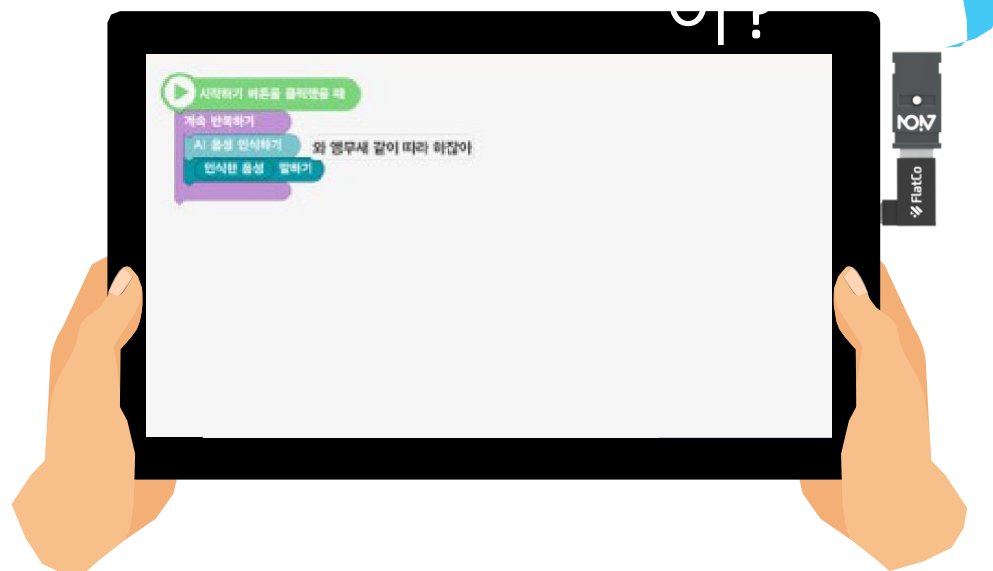 시작하기 버튼을 클릭했을 때
계속 반복하기
AI 음성 인식하기
와 앵무새 같이 따라 하잖아
인식한 음성 말하기
FlatCo